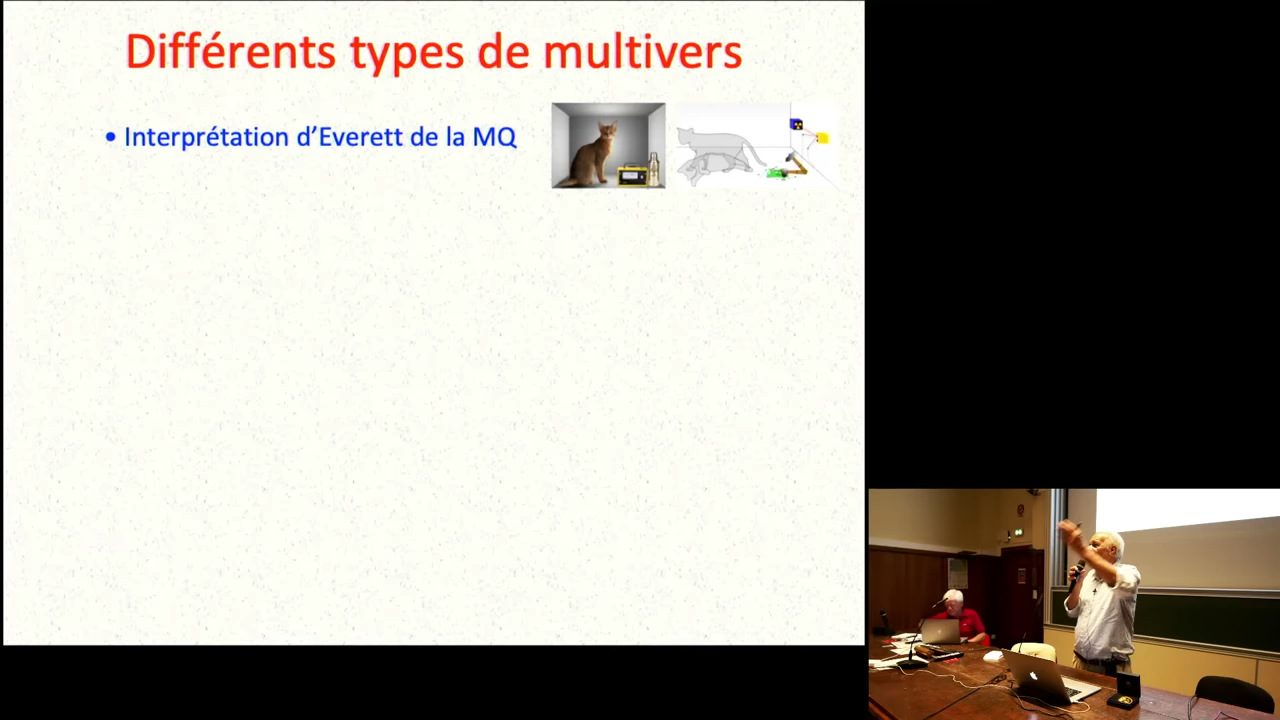 Différents types de multivers
• Interprétation d'Everett de la MQ